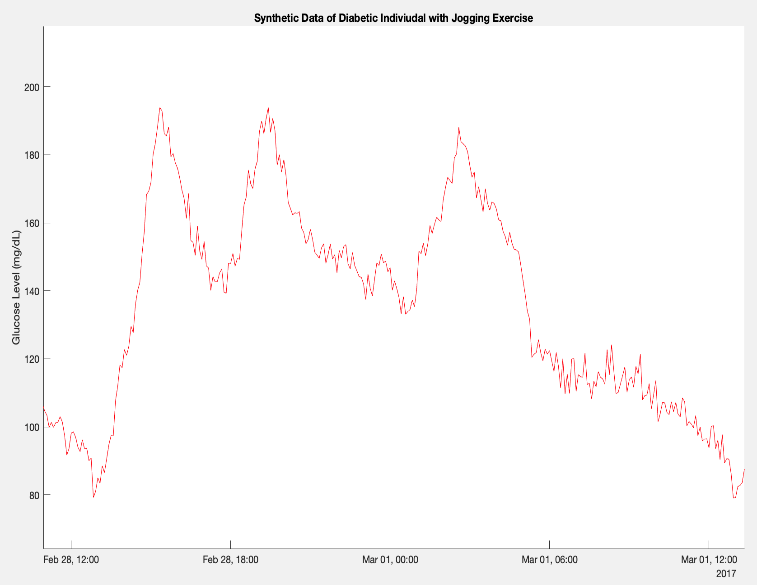 Synthetic Data of Diabetic Indiviudal with Jogging Exercise
Glucose Level (mg/dL)
200
180
160
140
120
100
80
Feb 28, 12:00
Feb 28, 18:00
Mar 01, 00:00
Mar 01, 06:00
Mar 01, 12:00
2017